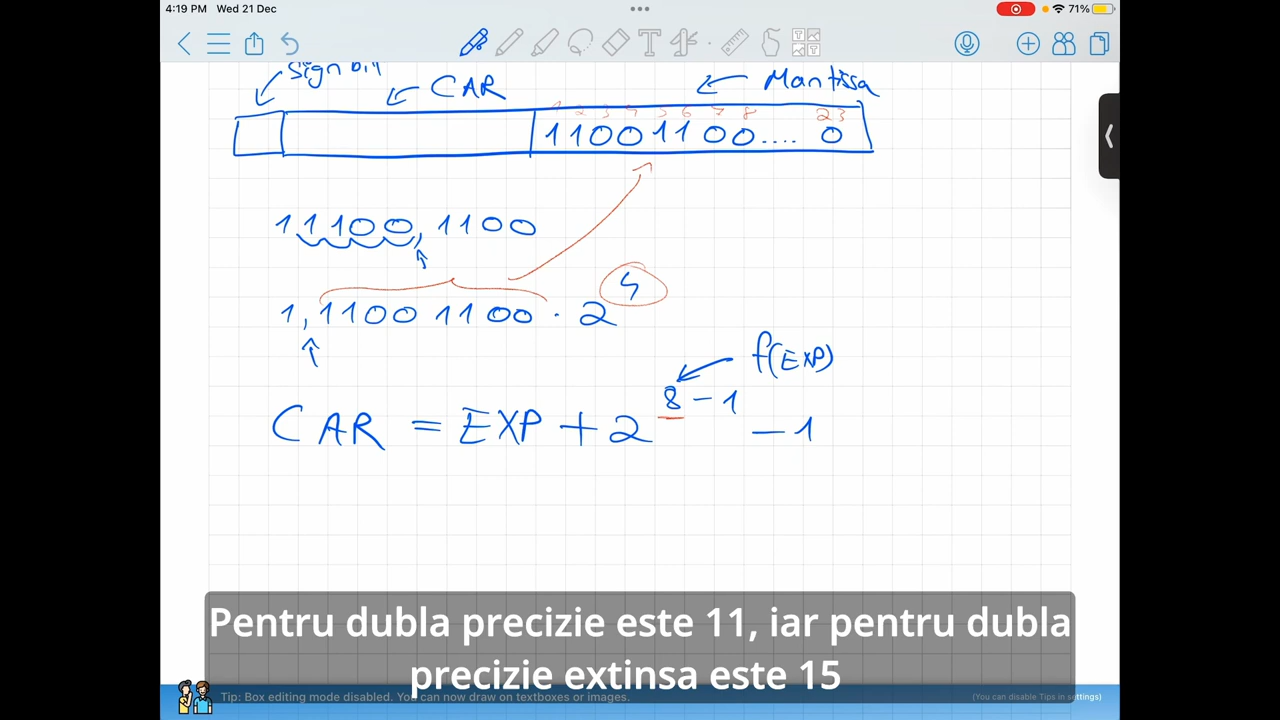 4:19 PM Wed 21 Dec
71%
Sign bit
CAR
Mantissa
1 2 3 4 5 6 7 8 23
11001100.... 0
11100,1100
1,11001100 · 2^4
f(EXP)
CAR = EXP + 2^8-1 - 1
Pentru dubla precizie este 11, iar pentru dubla
precizie extinsa este 15
Tip: Box editing mode disabled. You can now draw on textboxes or images.
(You can disable Tips in settings)